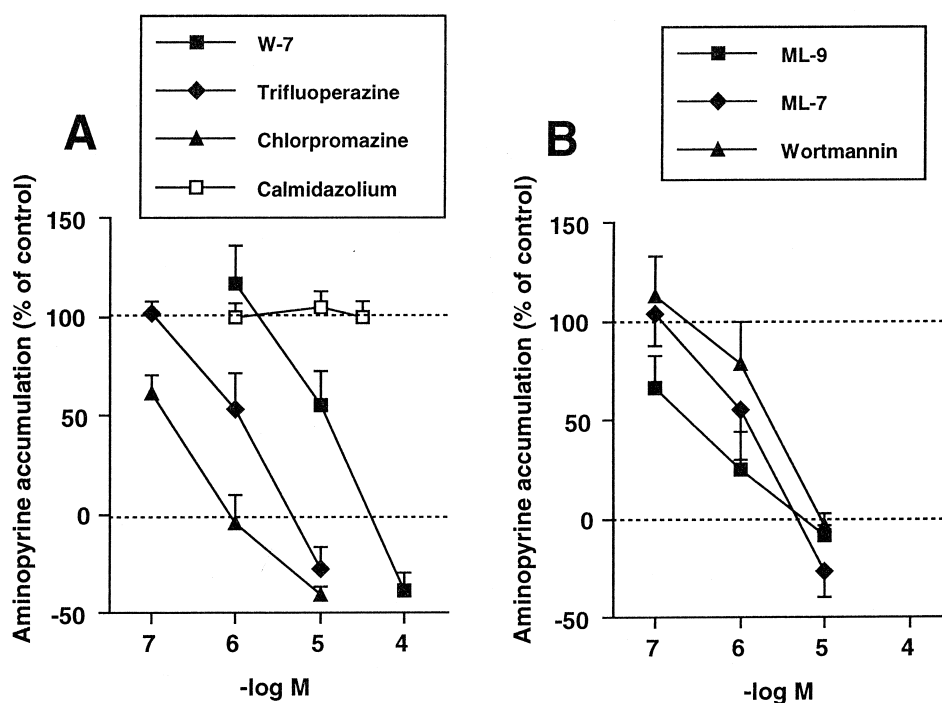 W-7
Trifluoperazine
Chlorpromazine
Calmidazolium
A
Aminopyrine accumulation (% of control)
150
100
50
0
-50
7 6 5 4
-log M
ML-9
ML-7
Wortmannin
B
Aminopyrine accumulation (% of control)
150
100
50
0
-50
7 6 5 4
-log M